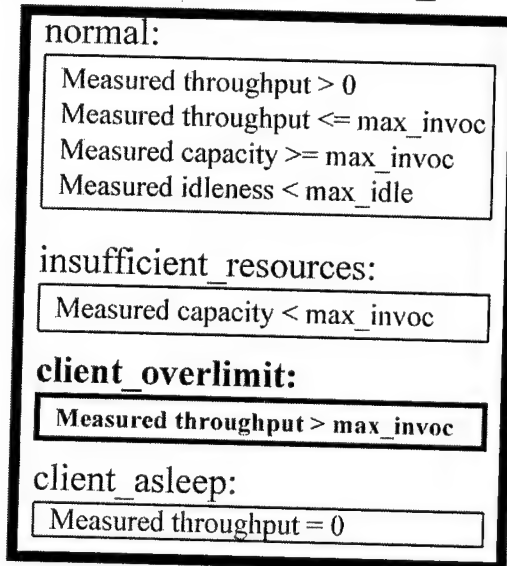 normal:
Measured throughput > 0
Measured throughput <= max_invoc
Measured capacity >= max_invoc
Measured idleness < max_idle
insufficient_resources:
Measured capacity < max_invoc
client_overlimit:
Measured throughput > max_invoc
client_asleep:
Measured throughput = 0